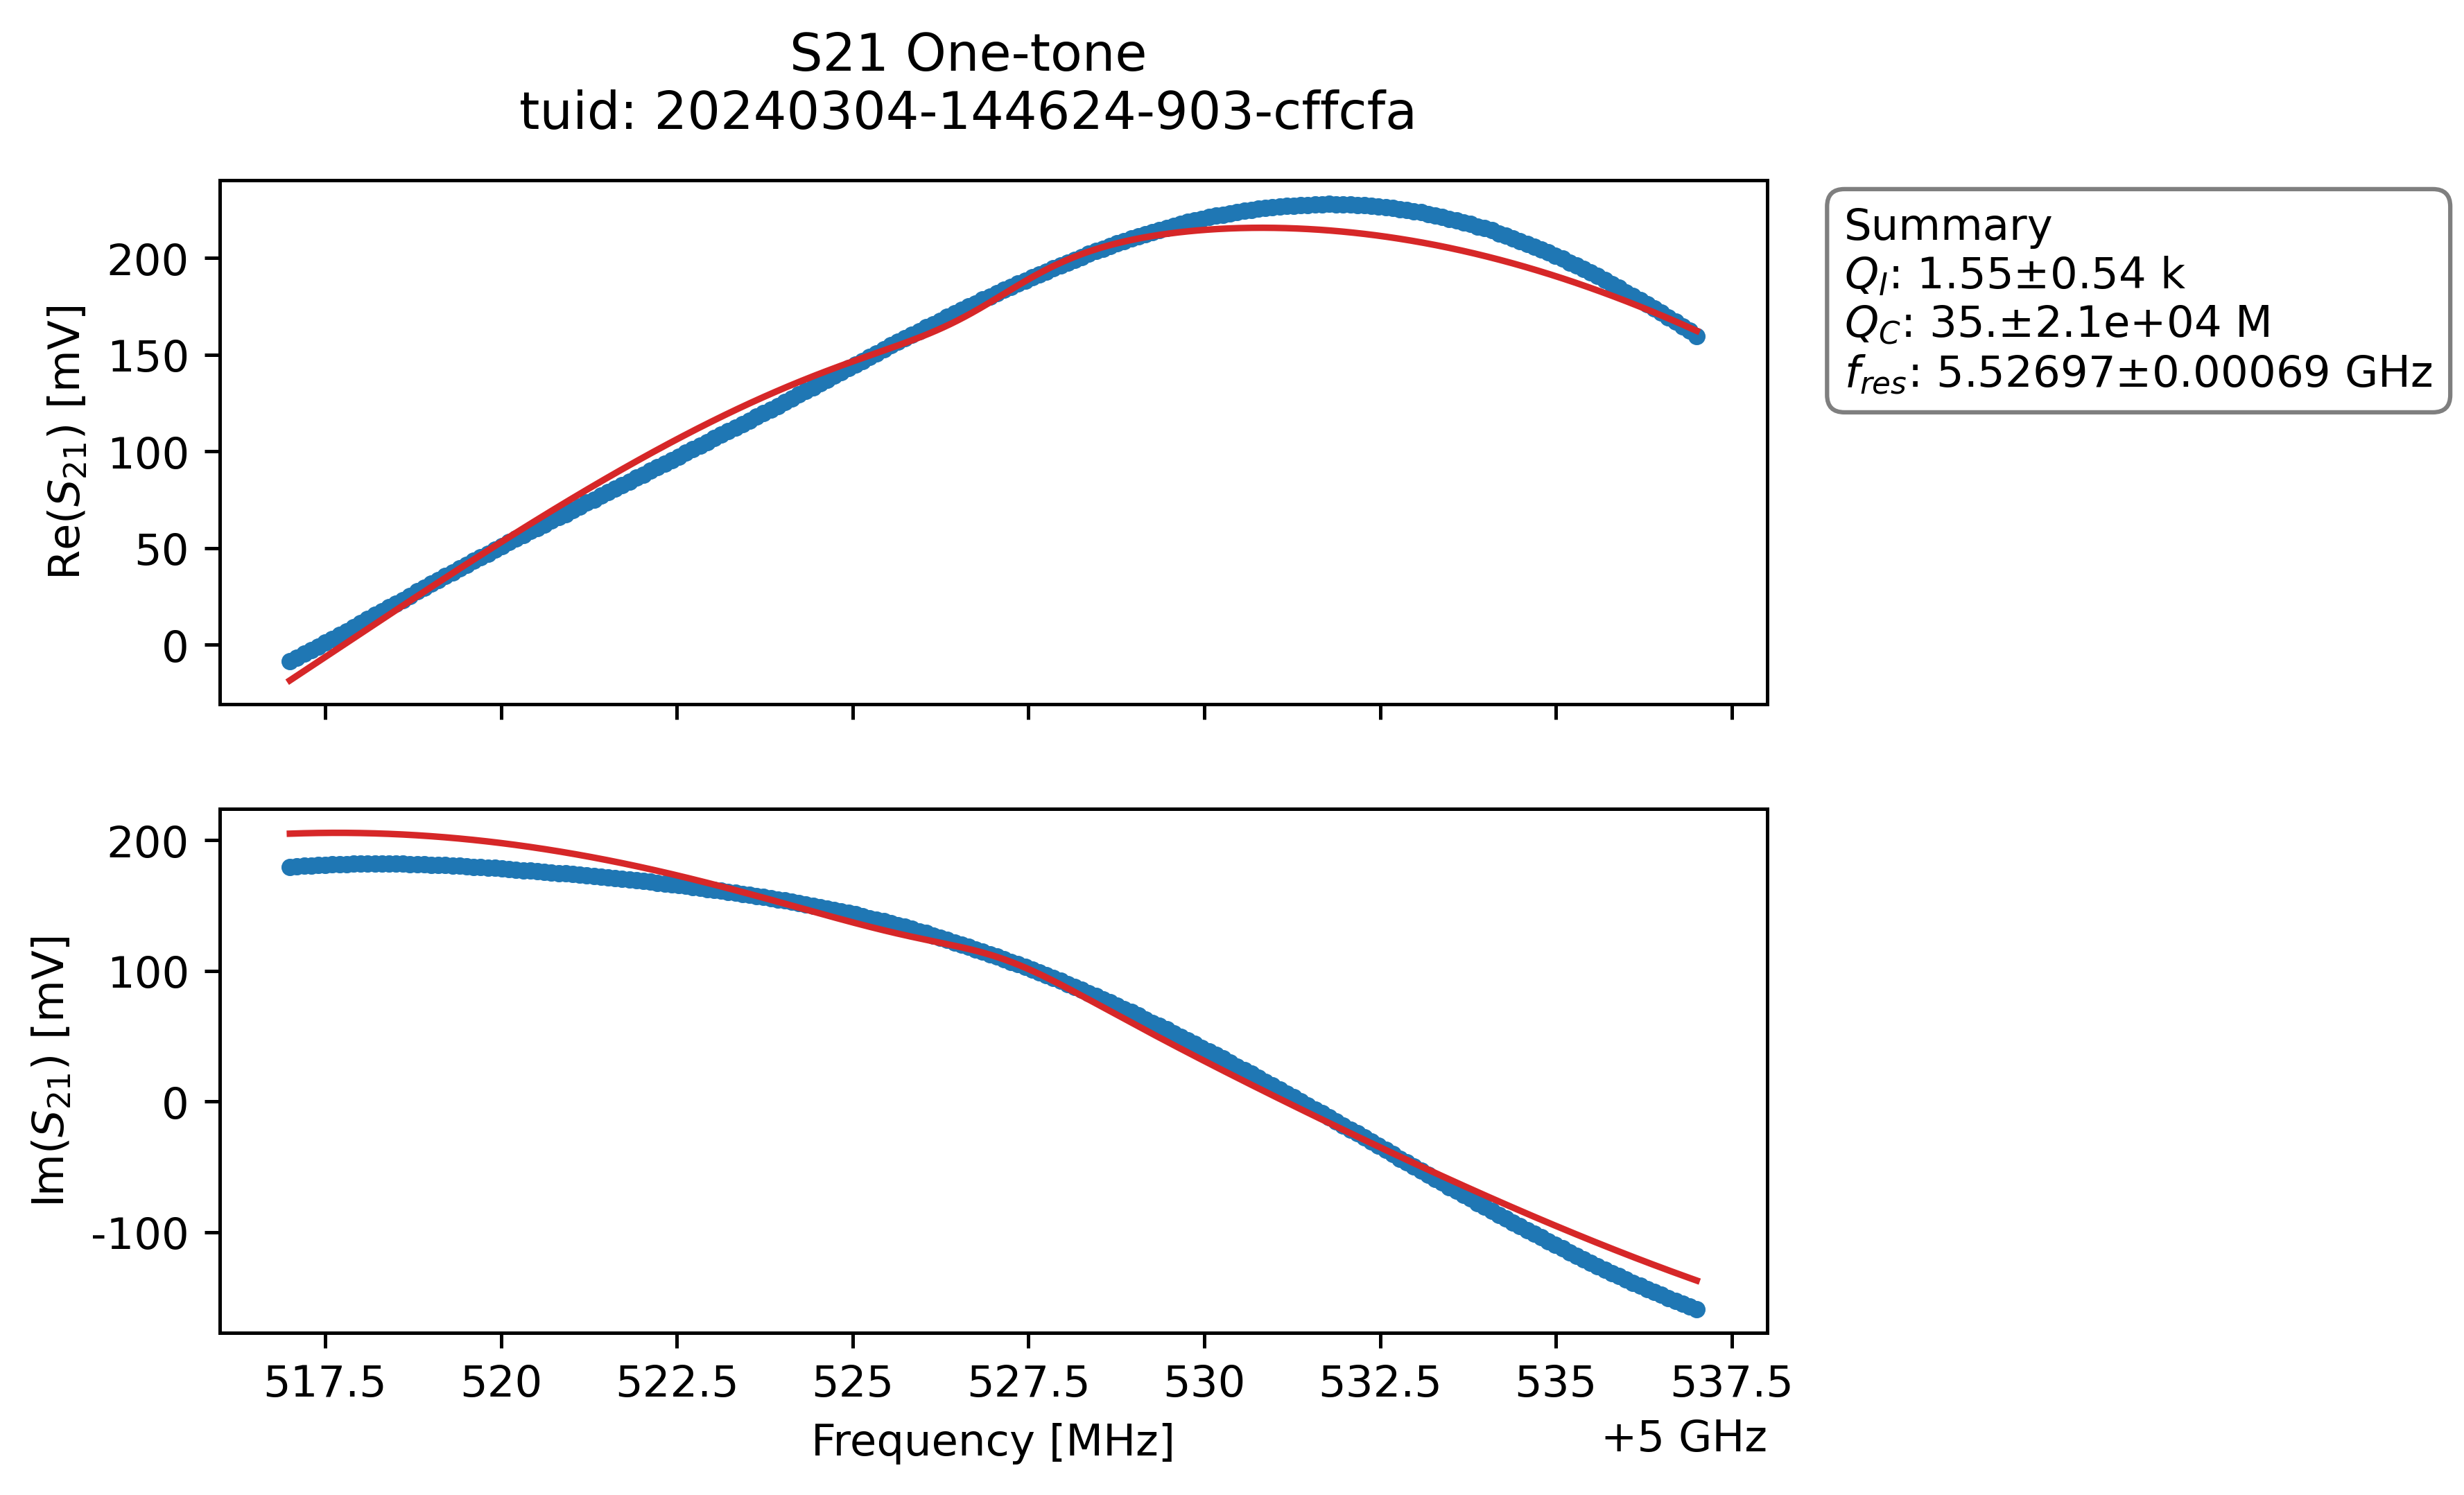 S21 One-tone
tuid: 20240304-144624-903-cffcfa
Re(S₂₁) [mV]
200
150
100
50
0
Summary
Qₗ: 1.55±0.54 k
Q_C: 35.±2.1e+04 M
f_res: 5.52697±0.00069 GHz
Im(S₂₁) [mV]
200
100
0
-100
517.5 520 522.5 525 527.5 530 532.5 535 537.5
Frequency [MHz]
+5 GHz